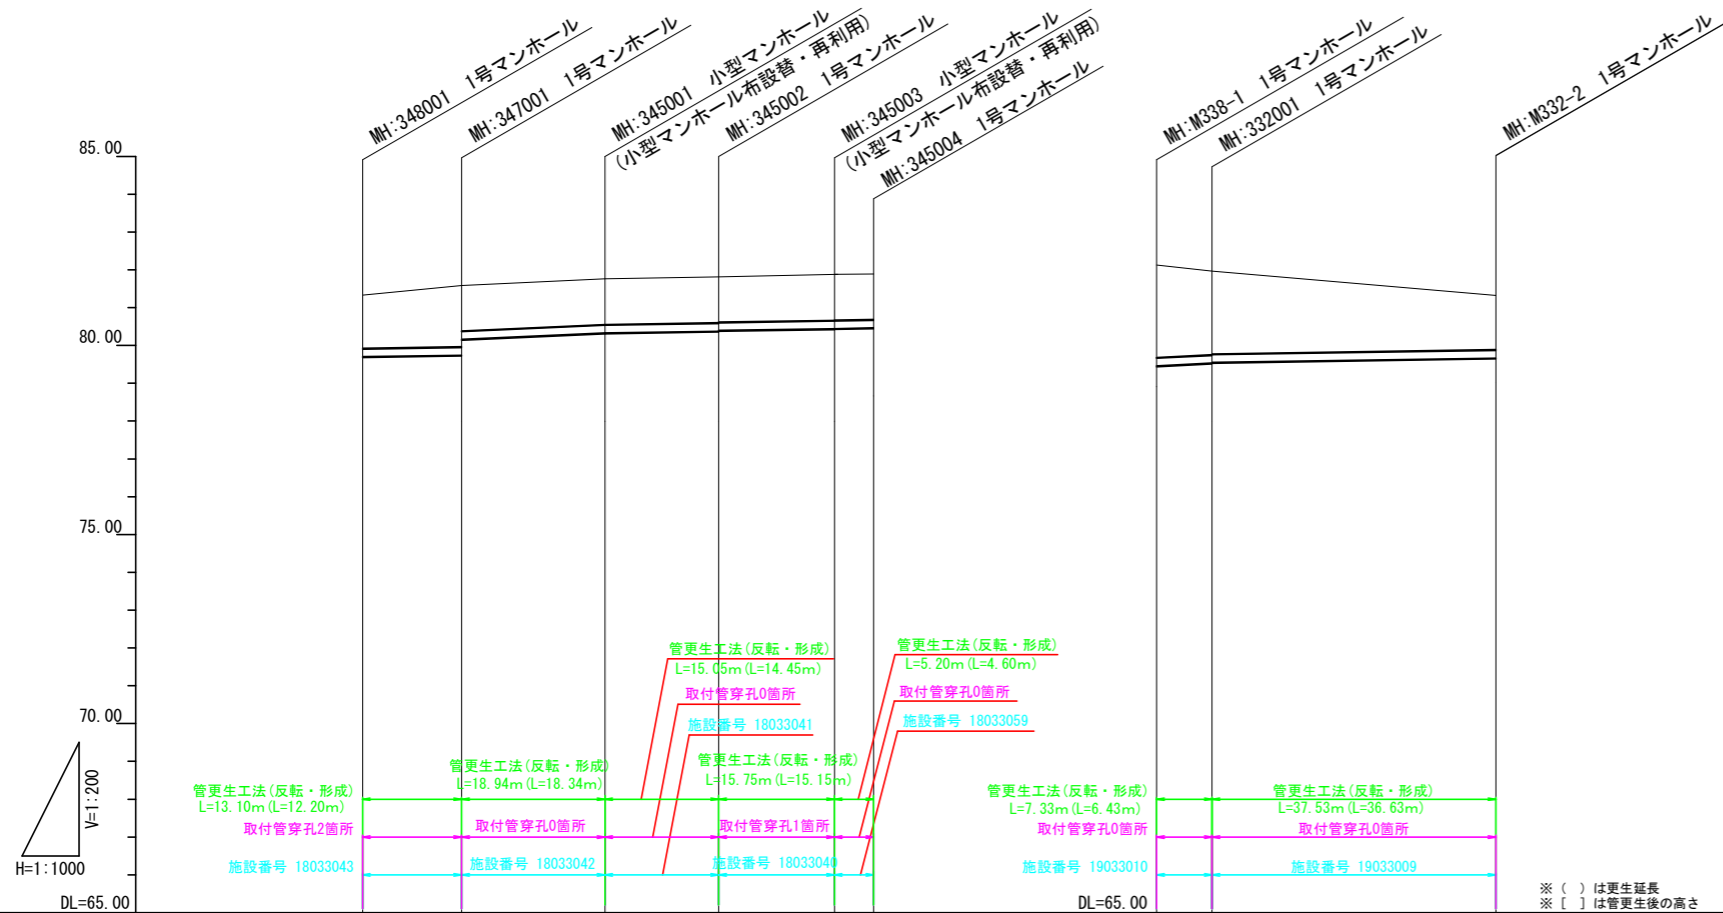 MH:348001　1号マンホール
MH:347001　1号マンホール
MH:345001　小型マンホール
(小型マンホール布設替・再利用)
MH:345002　1号マンホール
MH:345003　小型マンホール
(小型マンホール布設替・再利用)
MH:345004　1号マンホール
MH:M338-1　1号マンホール
MH:332001　1号マンホール
MH:M332-2　1号マンホール
85.00
80.00
75.00
70.00
管更生工法(反転・形成)
L=15.05m(L=14.45m)
取付管穿孔0箇所
施設番号 18033041
管更生工法(反転・形成)
L=5.20m(L=4.60m)
取付管穿孔0箇所
施設番号 18033059
管更生工法(反転・形成)
L=13.10m(L=12.20m)
取付管穿孔2箇所
施設番号 18033043
管更生工法(反転・形成)
L=18.94m(L=18.34m)
取付管穿孔0箇所
施設番号 18033042
管更生工法(反転・形成)
L=15.75m(L=15.15m)
取付管穿孔1箇所
施設番号 18033040
管更生工法(反転・形成)
L=7.33m(L=6.43m)
取付管穿孔0箇所
施設番号 19033010
管更生工法(反転・形成)
L=37.53m(L=36.63m)
取付管穿孔0箇所
施設番号 19033009
V=1:200
H=1:1000
DL=65.00
DL=65.00
※ (　) は更生延長
※ [　] は管更生後の高さ